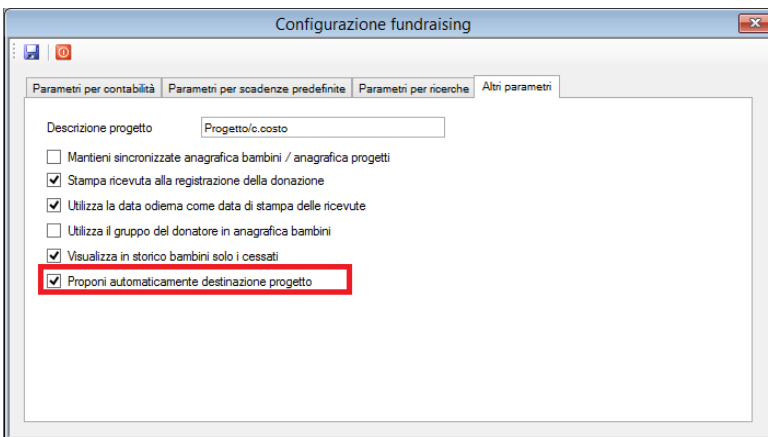 Configurazione fundraising
Parametri per contabilità Parametri per scadenze predefinite Parametri per ricerche Altri parametri
Descrizione progetto Progetto/c.costo
Mantieni sincronizzate anagrafica bambini / anagrafica progetti
Stampa ricevuta alla registrazione della donazione
Utilizza la data odierna come data di stampa delle ricevute
Utilizza il gruppo del donatore in anagrafica bambini
Visualizza in storico bambini solo i cessati
Proponi automaticamente destinazione progetto